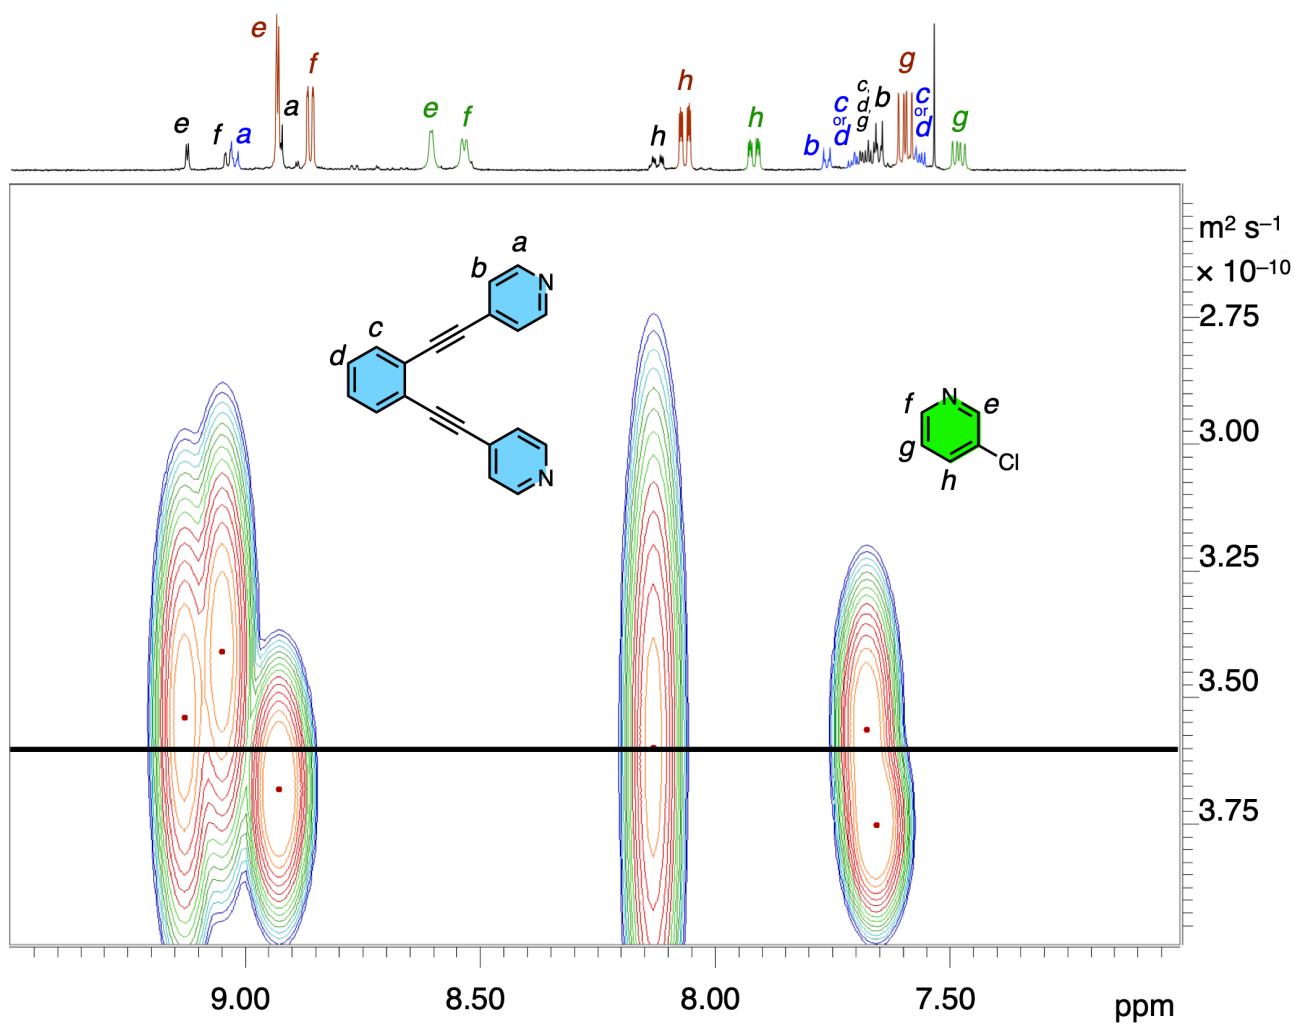 e
f
a
e
a
f
h
h
h
b
c
or
d
c,
d,
g
b
g
c
or
d
g
e
f
m² s⁻¹
× 10⁻¹⁰
2.75
3.00
3.25
3.50
3.75
a
b
N
c
d
N
f
N
e
g
Cl
h
9.00
8.50
8.00
7.50
ppm